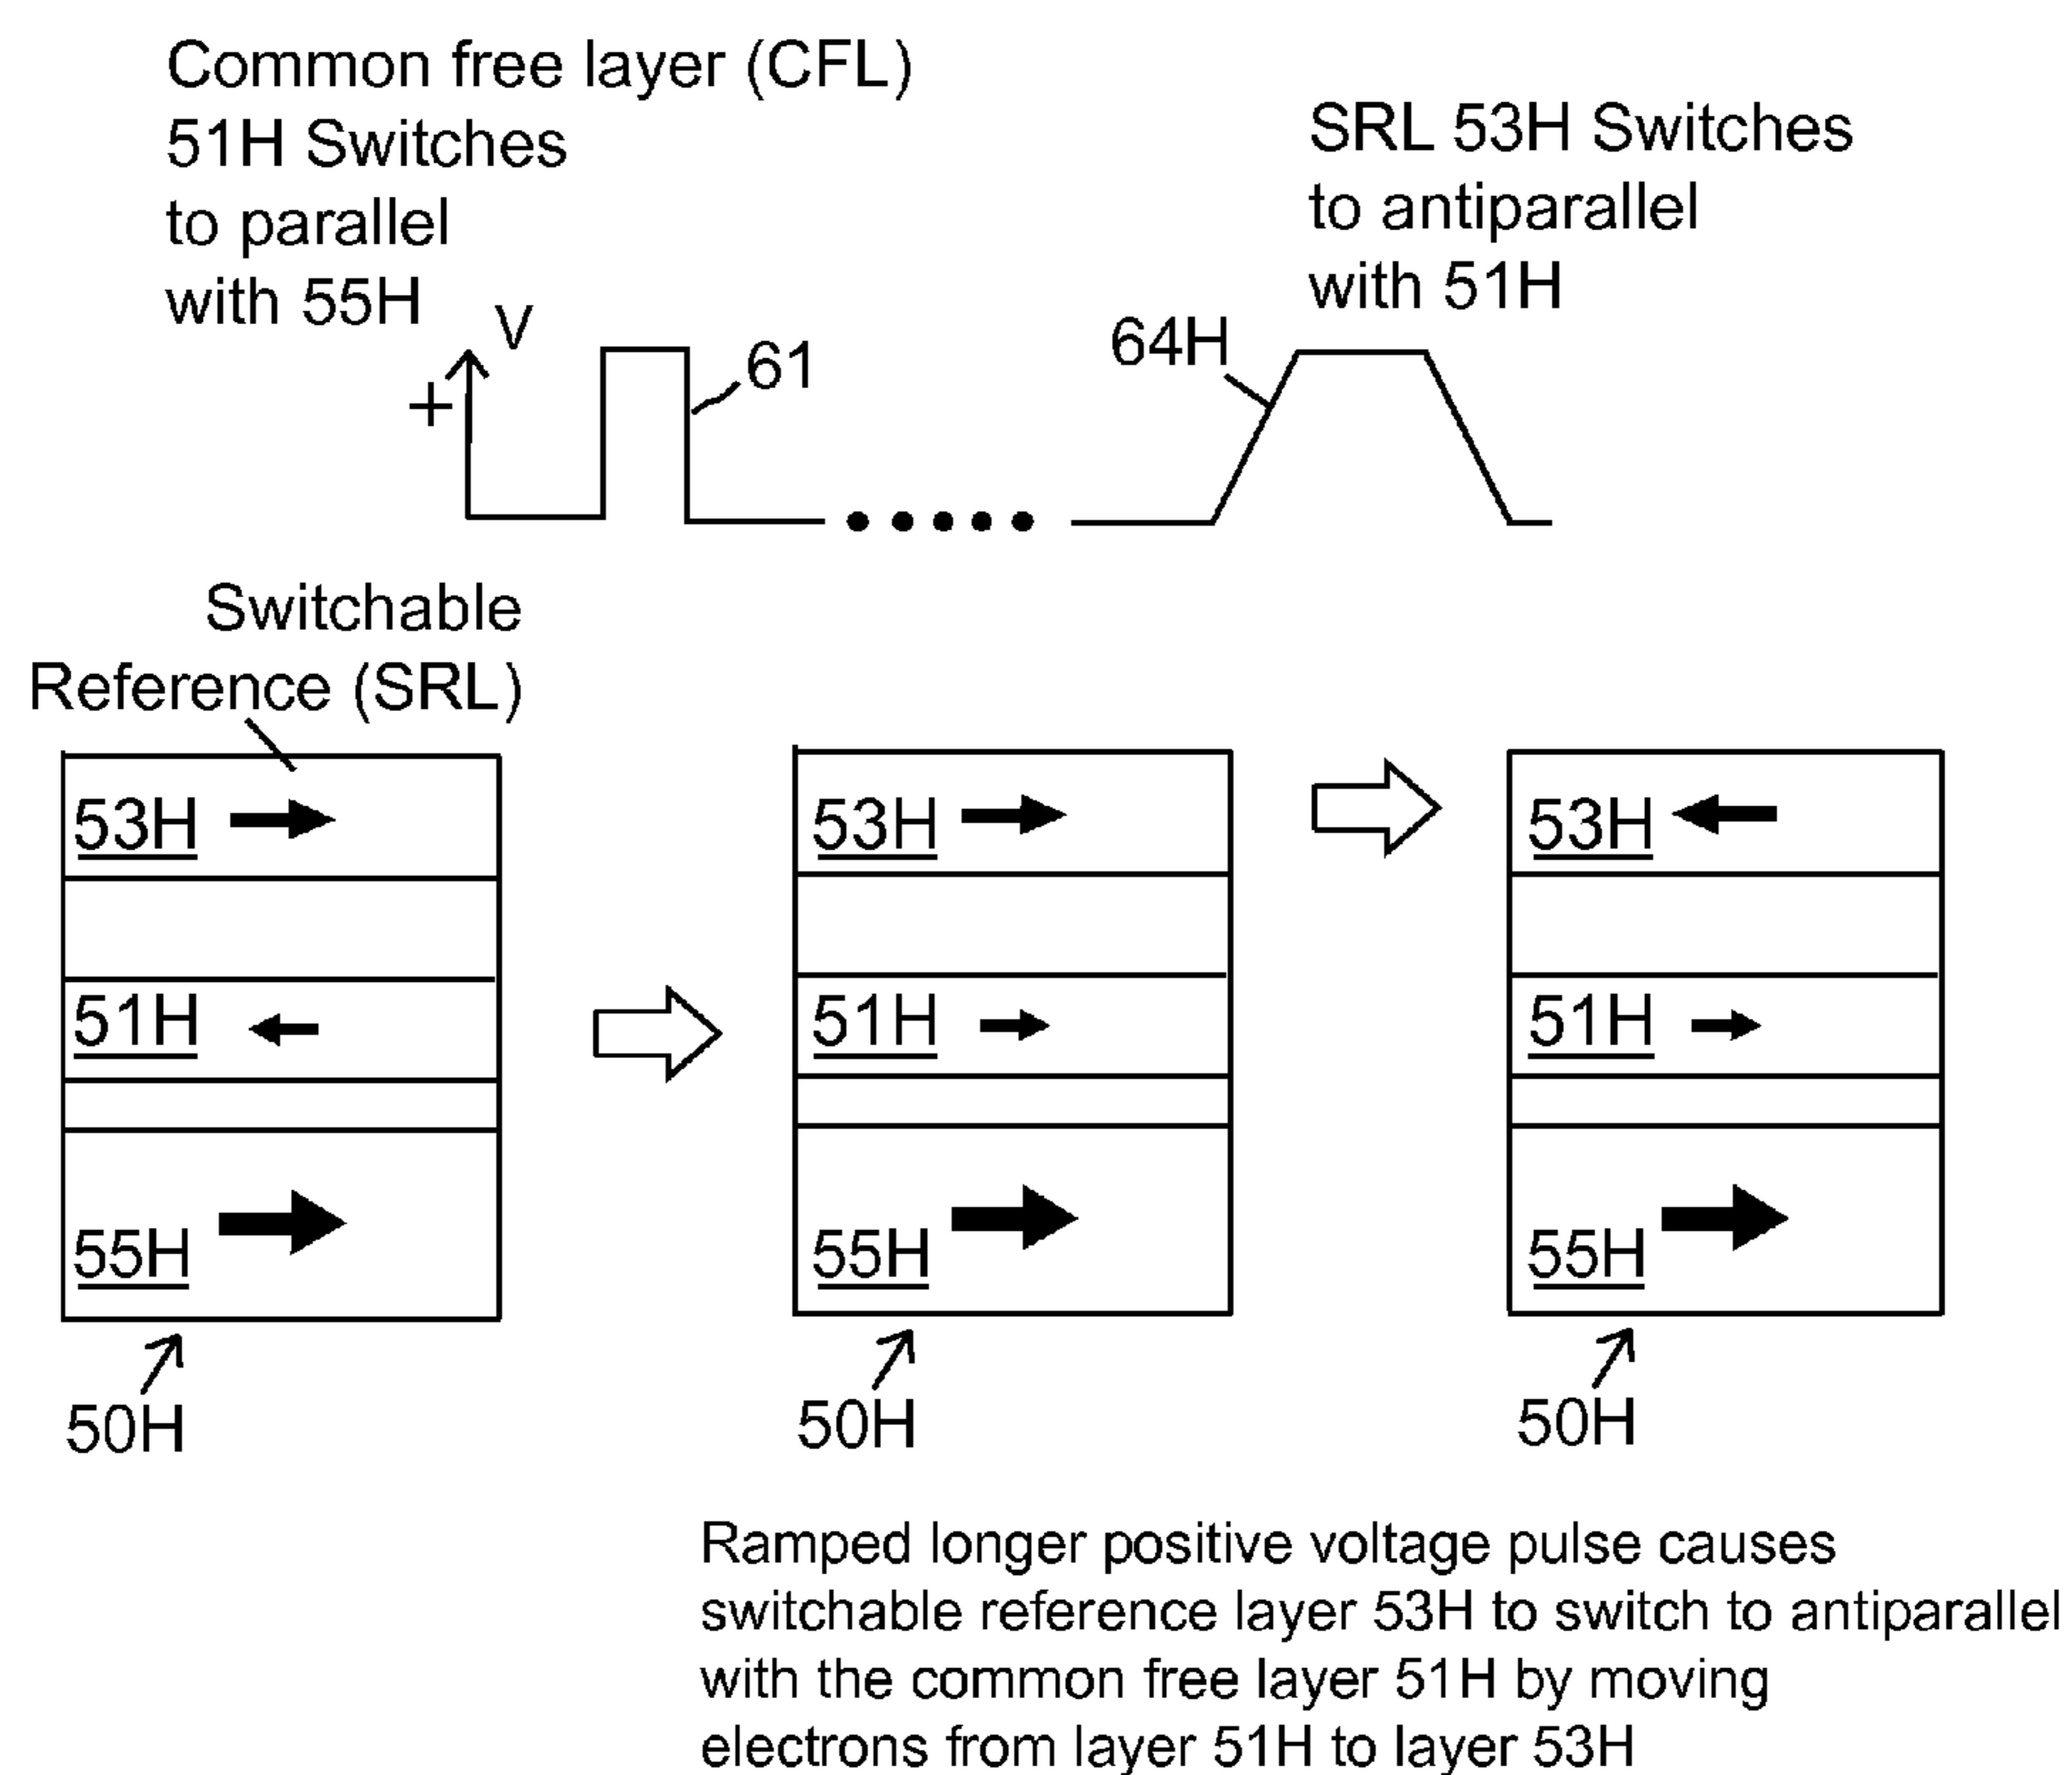 Common free layer (CFL)
51H Switches
to parallel
with 55H
SRL 53H Switches
to antiparallel
with 51H
V
+
61
64H
Switchable
Reference (SRL)
53H
51H
55H
50H
53H
51H
55H
50H
53H
51H
55H
50H
Ramped longer positive voltage pulse causes
switchable reference layer 53H to switch to antiparallel
with the common free layer 51H by moving
electrons from layer 51H to layer 53H